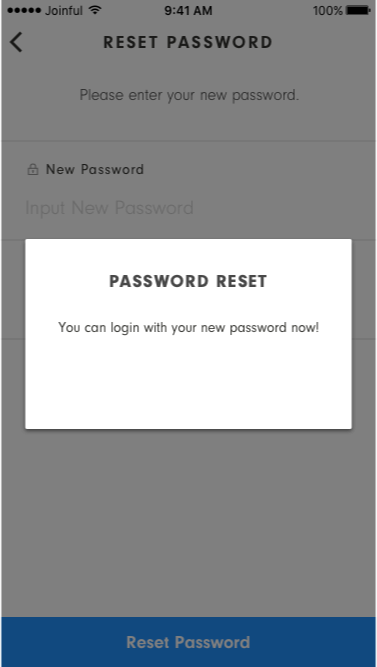 Joinful 9:41 AM 100%
RESET PASSWORD
Please enter your new password.
New Password
Input New Password
PASSWORD RESET
You can login with your new password now!
Reset Password